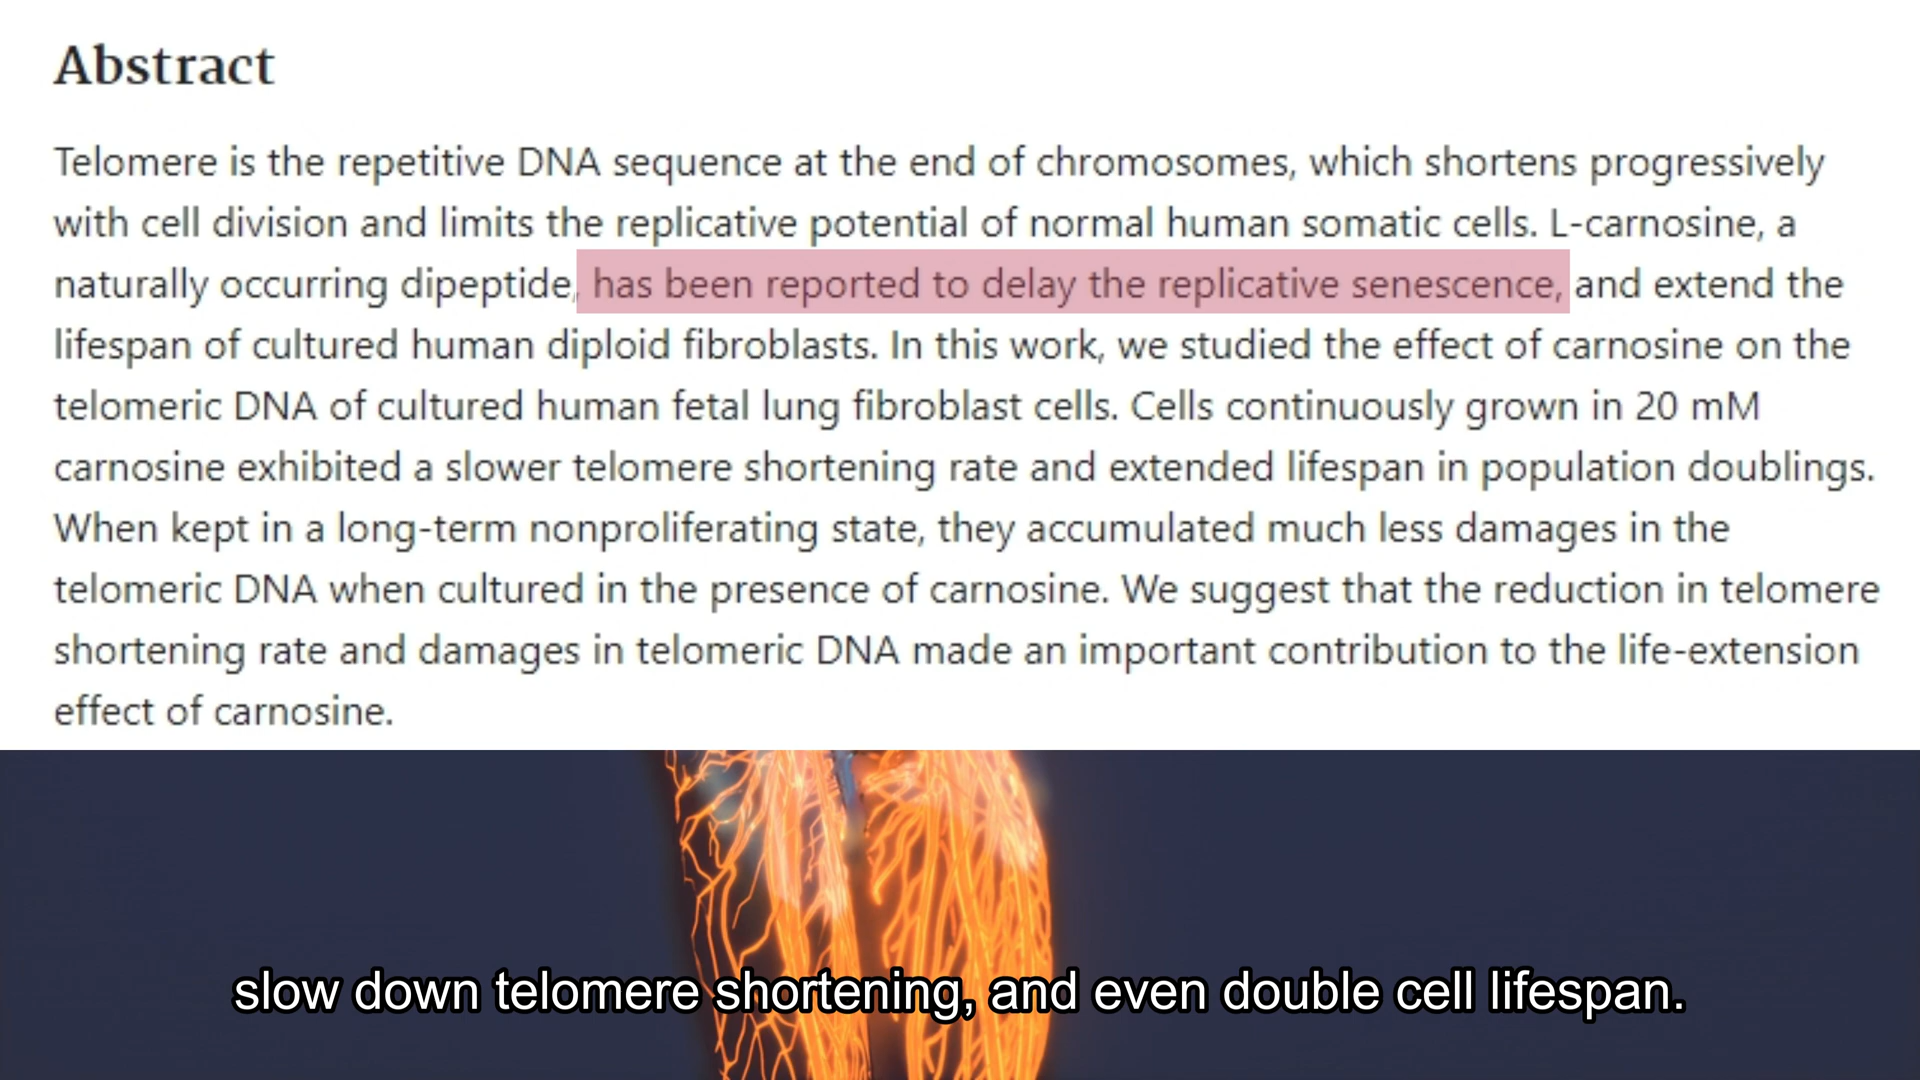 Abstract
Telomere is the repetitive DNA sequence at the end of chromosomes, which shortens progressively
with cell division and limits the replicative potential of normal human somatic cells. L-carnosine, a
naturally occurring dipeptide, has been reported to delay the replicative senescence, and extend the
lifespan of cultured human diploid fibroblasts. In this work, we studied the effect of carnosine on the
telomeric DNA of cultured human fetal lung fibroblast cells. Cells continuously grown in 20 mM
carnosine exhibited a slower telomere shortening rate and extended lifespan in population doublings.
When kept in a long-term nonproliferating state, they accumulated much less damages in the
telomeric DNA when cultured in the presence of carnosine. We suggest that the reduction in telomere
shortening rate and damages in telomeric DNA made an important contribution to the life-extension
effect of carnosine.
slow down telomere shortening, and even double cell lifespan.